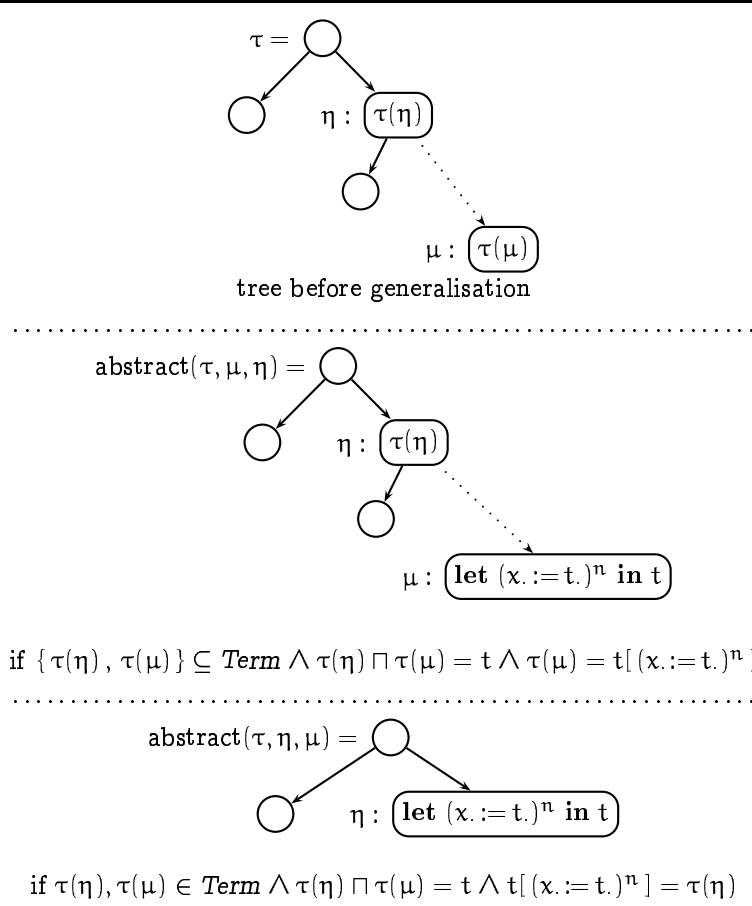 τ =
η : τ(η)
μ : τ(μ)
tree before generalisation
abstract(τ, μ, η) =
η : τ(η)
μ : let (x. := t.)ⁿ in t
if { τ(η) , τ(μ) } ⊆ Term ∧ τ(η) ⊓ τ(μ) = t ∧ τ(μ) = t[ (x. := t.)ⁿ ]
abstract(τ, η, μ) =
η : let (x. := t.)ⁿ in t
if τ(η), τ(μ) ∈ Term ∧ τ(η) ⊓ τ(μ) = t ∧ t[ (x. := t.)ⁿ ] = τ(η)